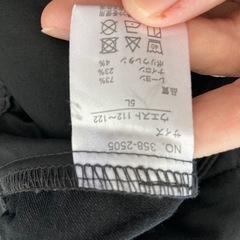 NO. 358-2505
サイズ
ウエスト 112～122
5L
品質
レーヨン 73%
ナイロン 23%
ポリウレタン 4%